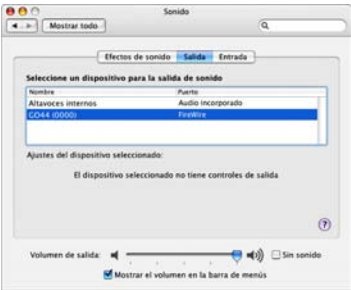 Sonido
Mostrar todo
Efectos de sonido Salida Entrada
Seleccione un dispositivo para la salida de sonido
Nombre Puerto
Altavoces internos Audio incorporado
GO44 (0000) FireWire
Ajustes del dispositivo seleccionado:
El dispositivo seleccionado no tiene controles de salida
?
Volumen de salida: Sin sonido
Mostrar el volumen en la barra de menús